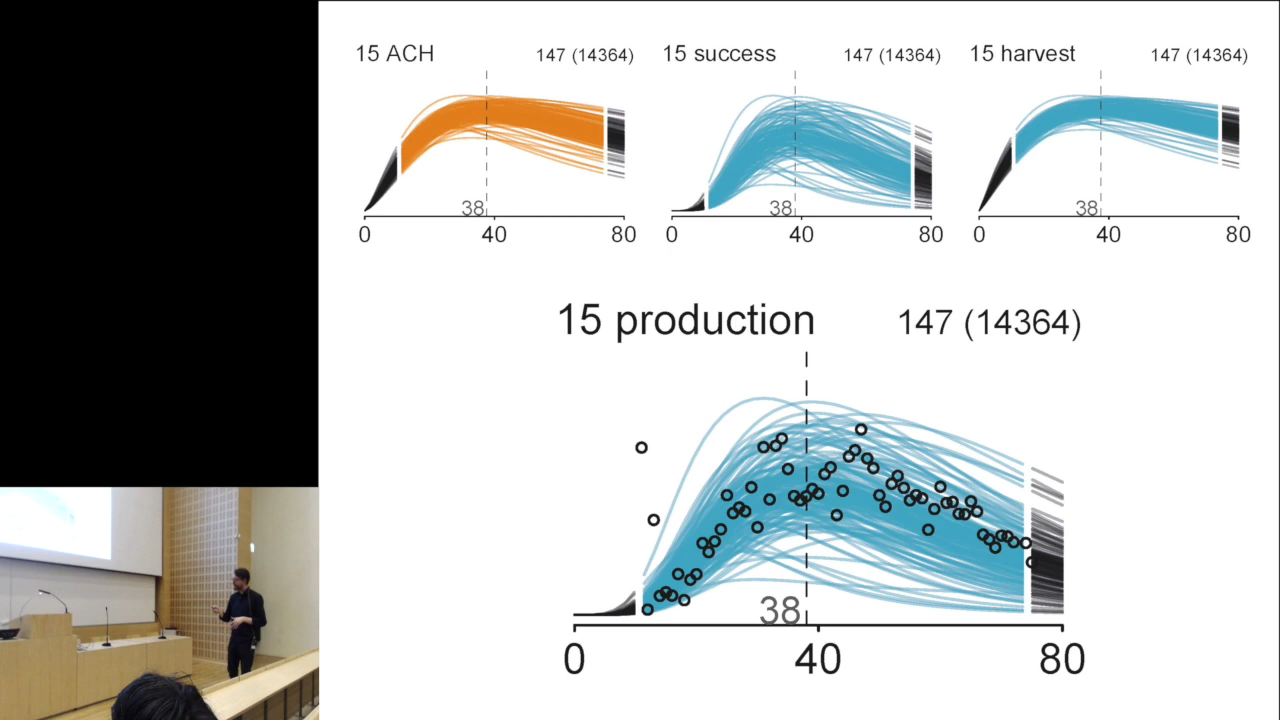 15 ACH 147 (14364)
38
0 40 80
15 success 147 (14364)
38
0 40 80
15 harvest 147 (14364)
38
0 40 80
15 production 147 (14364)
38
0 40 80